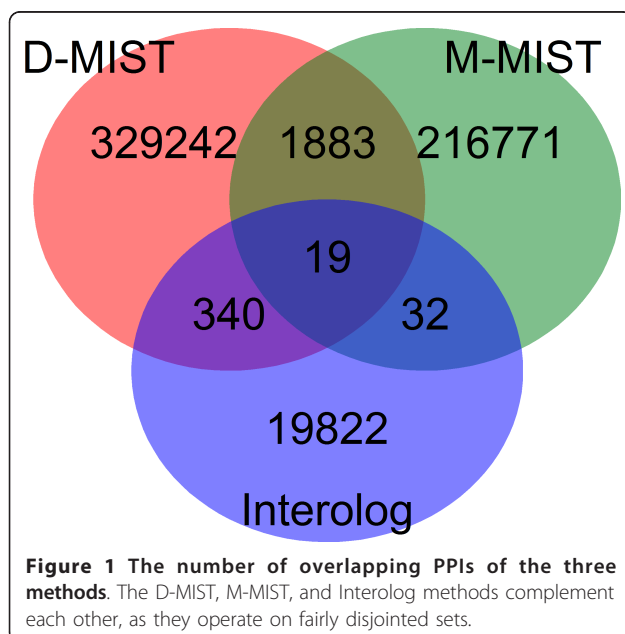 D-MIST M-MIST
329242 1883 216771
19
340 32
19822
Interolog
Figure 1 The number of overlapping PPIs of the three
methods. The D-MIST, M-MIST, and Interolog methods complement
each other, as they operate on fairly disjointed sets.